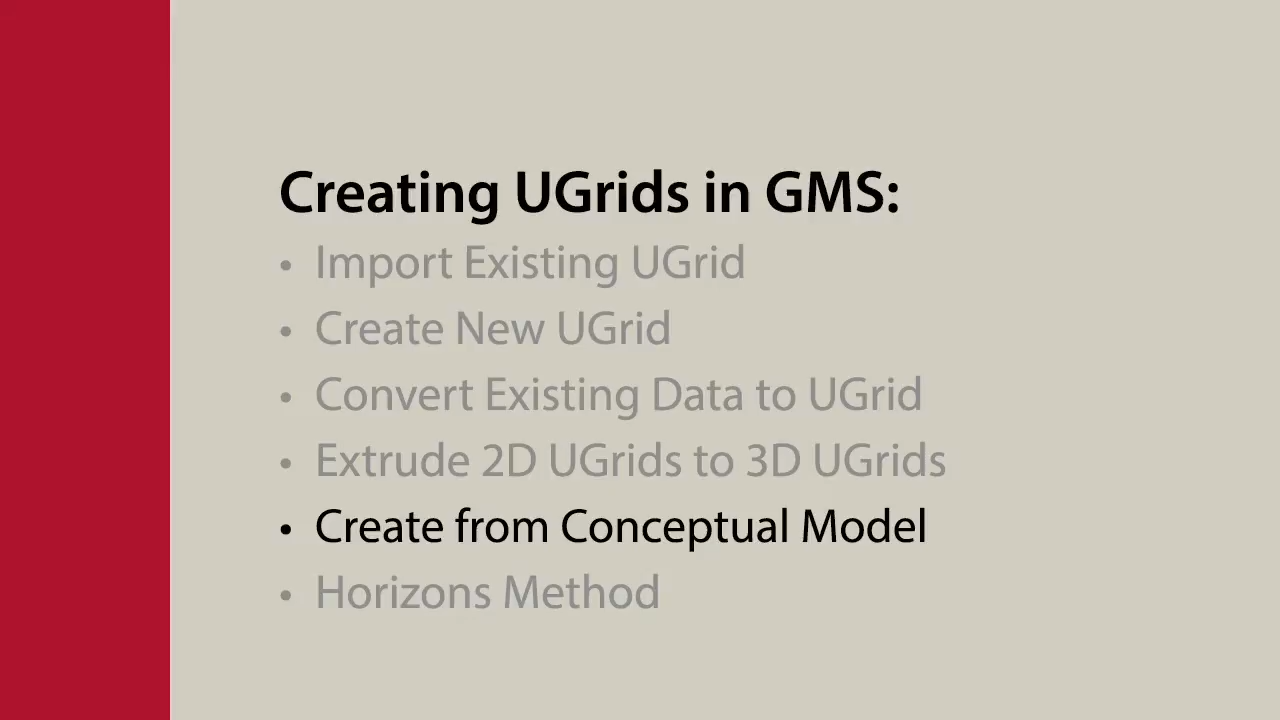 Creating UGrids in GMS:
• Import Existing UGrid
• Create New UGrid
• Convert Existing Data to UGrid
• Extrude 2D UGrids to 3D UGrids
• Create from Conceptual Model
• Horizons Method